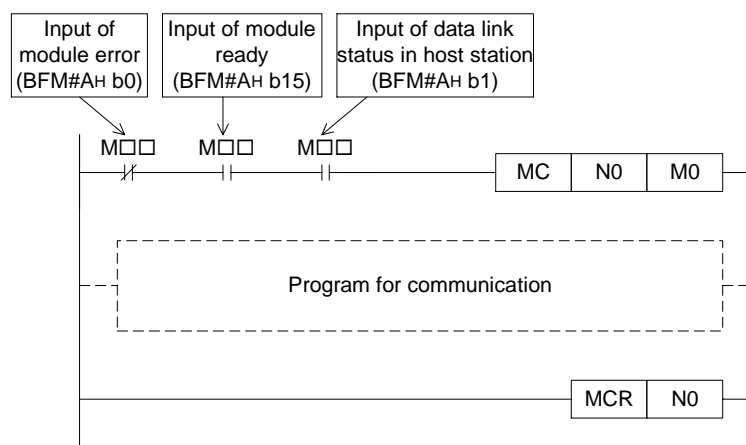 Input of
module error
(BFM#AH b0)
Input of module
ready
(BFM#AH b15)
Input of data link
status in host station
(BFM#AH b1)
M□□
M□□
M□□
MC
N0
M0
Program for communication
MCR
N0